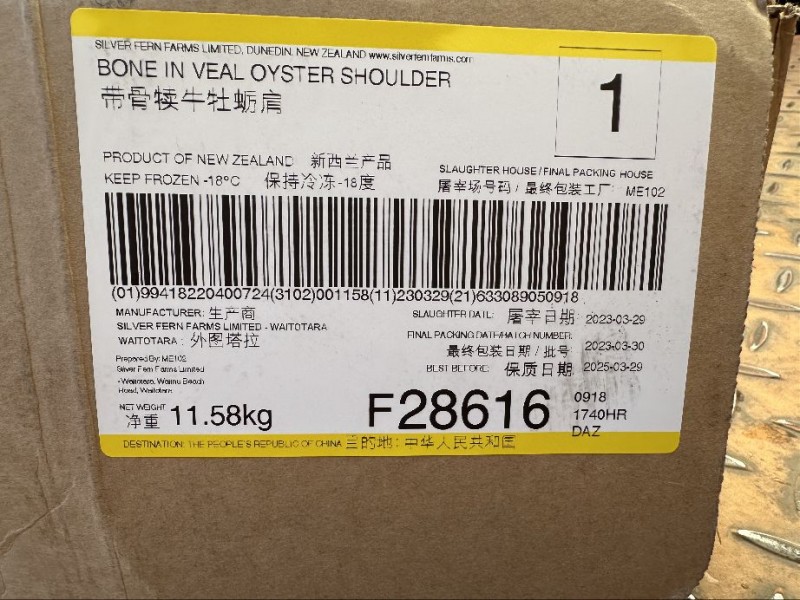 SILVER FERN FARMS LIMITED, DUNEDIN, NEW ZEALAND www.silverfernfarms.com
BONE IN VEAL OYSTER SHOULDER
带骨犊牛牡蛎肩
1
PRODUCT OF NEW ZEALAND 新西兰产品
KEEP FROZEN -18°C 保持冷冻-18度
SLAUGHTER HOUSE / FINAL PACKING HOUSE
屠宰场号码 / 最终包装工厂: ME102
(01)99418220400724(3102)001158(11)230329(21)633089050918
MANUFACTURER: 生产商
SILVER FERN FARMS LIMITED - WAITOTARA
WAITOTARA : 外图塔拉
Prepared By: ME102
Silver Fern Farms Limited
- Waitotara, Wainu Beach
Road, Waitotara
SLAUGHTER DATE: 屠宰日期: 2023-03-29
FINAL PACKING DATE/BATCH NUMBER:
最终包装日期 / 批号 2023-03-30
BEST BEFORE: 保质日期 2025-03-29
NET WEIGHT
净重 11.58kg
F28616
0918
1740HR
DAZ
DESTINATION: THE PEOPLE'S REPUBLIC OF CHINA 目的地: 中华人民共和国